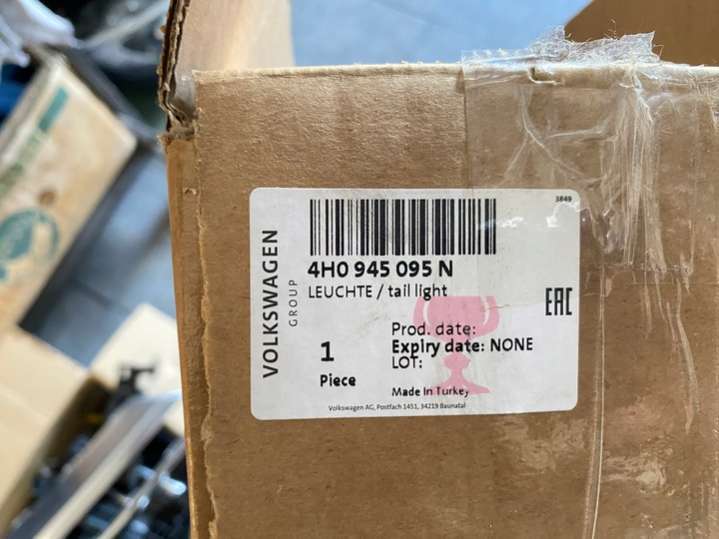 3849
VOLKSWAGEN
GROUP
4H0 945 095 N
LEUCHTE / tail light
EAC
1
Piece
Prod. date:
Expiry date: NONE
LOT:
Made In Turkey
Volkswagen AG, Postfach 1451, 34219 Baunatal